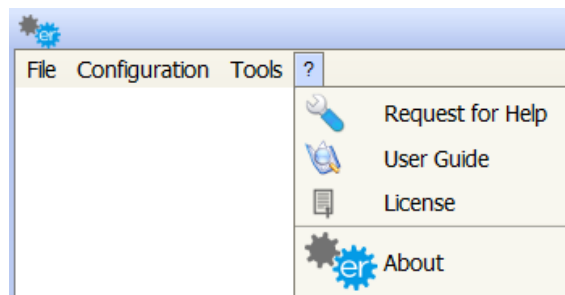 er
File Configuration Tools ?
Request for Help
User Guide
License
er About